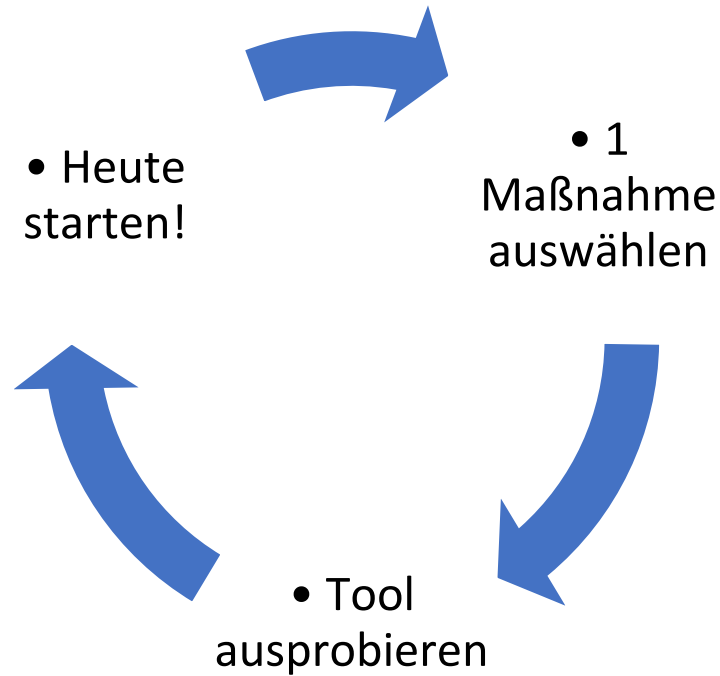 • Heute
starten!
• 1
Maßnahme
auswählen
• Tool
ausprobieren